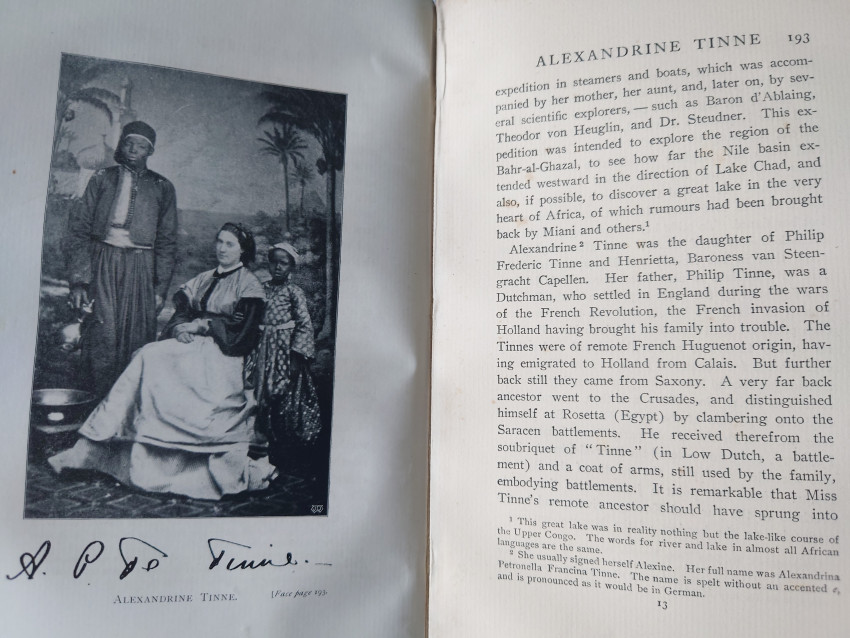 A. P. F. Tinne.
ALEXANDRINE TINNE.
[Face page 193.
ALEXANDRINE TINNE 193
expedition in steamers and boats, which was accom-
panied by her mother, her aunt, and, later on, by sev-
eral scientific explorers, — such as Baron d'Ablaing,
Theodor von Heuglin, and Dr. Steudner. This ex-
pedition was intended to explore the region of the
Bahr-al-Ghazal, to see how far the Nile basin ex-
tended westward in the direction of Lake Chad, and
also, if possible, to discover a great lake in the very
heart of Africa, of which rumours had been brought
back by Miani and others.¹
Alexandrine² Tinne was the daughter of Philip
Frederic Tinne and Henrietta, Baroness van Steen-
gracht Capellen. Her father, Philip Tinne, was a
Dutchman, who settled in England during the wars
of the French Revolution, the French invasion of
Holland having brought his family into trouble. The
Tinnes were of remote French Huguenot origin, hav-
ing emigrated to Holland from Calais. But further
back still they came from Saxony. A very far back
ancestor went to the Crusades, and distinguished
himself at Rosetta (Egypt) by clambering onto the
Saracen battlements. He received therefrom the
soubriquet of "Tinne" (in Low Dutch, a battle-
ment) and a coat of arms, still used by the family,
embodying battlements. It is remarkable that Miss
Tinne's remote ancestor should have sprung into
¹ This great lake was in reality nothing but the lake-like course of
the Upper Congo. The words for river and lake in almost all African
languages are the same.
² She usually signed herself Alexine. Her full name was Alexandrina
Petronella Francina Tinne. The name is spelt without an accented e,
and is pronounced as it would be in German.
13